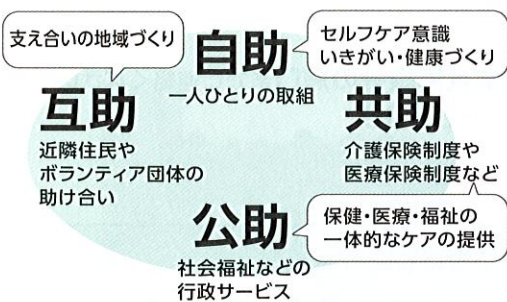 支え合いの地域づくり
自助
一人ひとりの取組
セルフケア意識
いきがい・健康づくり
互助
近隣住民や
ボランティア団体の
助け合い
共助
介護保険制度や
医療保険制度など
保健・医療・福祉の
一体的なケアの提供
公助
社会福祉などの
行政サービス